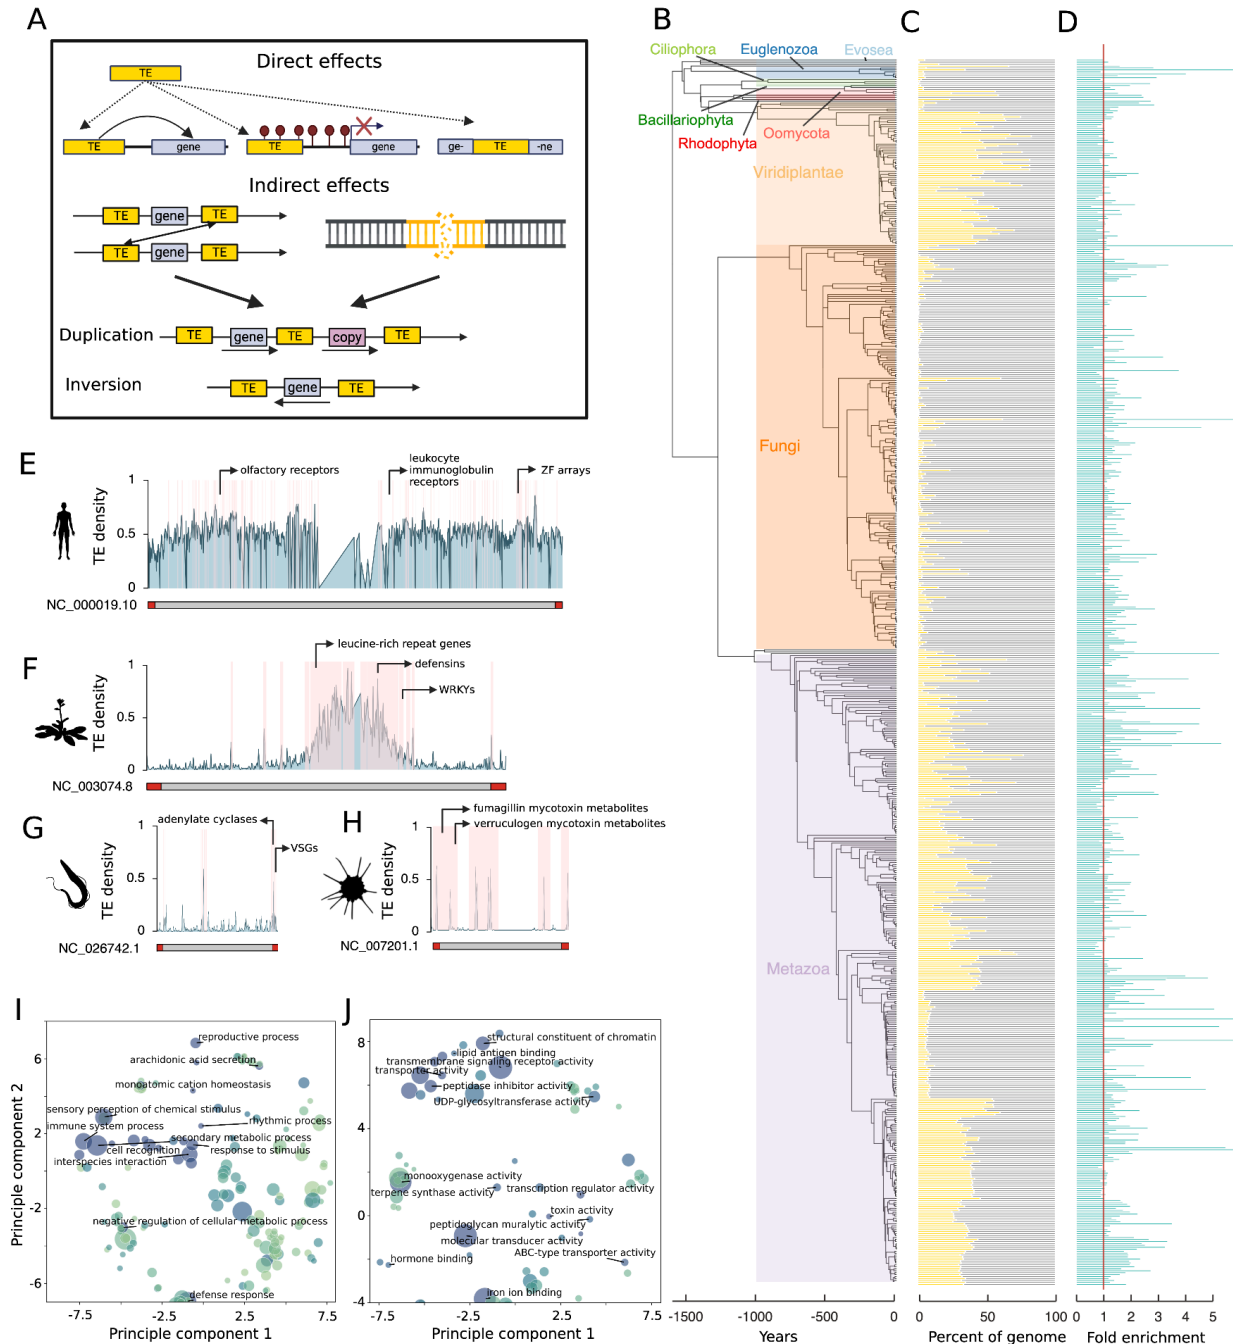 A
Direct effects
TE
TE
gene
TE
gene
ge-
TE
-ne
Indirect effects
TE
gene
TE
TE
gene
TE
Duplication
TE
gene
TE
copy
TE
Inversion
TE
gene
TE
B
Ciliophora
Euglenozoa
Evosea
Bacillariophyta
Rhodophyta
Oomycota
Viridiplantae
Fungi
Metazoa
-1500
-1000
-500
0
Years
C
0
50
100
Percent of genome
D
0
1
2
3
4
5
Fold enrichment
E
TE density
1
0.5
0
olfactory receptors
leukocyte
immunoglobulin
receptors
ZF arrays
NC_000019.10
F
TE density
1
0.5
0
leucine-rich repeat genes
defensins
WRKYs
NC_003074.8
G
TE density
1
0.5
0
adenylate cyclases
VSGs
NC_026742.1
H
TE density
1
0.5
0
fumagillin mycotoxin metabolites
verruculogen mycotoxin metabolites
NC_007201.1
I
Principle component 2
6
2
-2
-6
reproductive process
arachidonic acid secretion
monoatomic cation homeostasis
sensory perception of chemical stimulus
rhythmic process
immune system process
secondary metabolic process
cell recognition
response to stimulus
interspecies interaction
negative regulation of cellular metabolic process
defense response
-7.5
-2.5
2.5
7.5
Principle component 1
J
8
4
0
-4
structural constituent of chromatin
lipid antigen binding
transmembrane signaling receptor activity
transporter activity
peptidase inhibitor activity
UDP-glycosyltransferase activity
monooxygenase activity
terpene synthase activity
transcription regulator activity
toxin activity
peptidoglycan muralytic activity
molecular transducer activity
hormone binding
ABC-type transporter activity
iron ion binding
-7.5
-2.5
2.5
7.5
Principle component 1